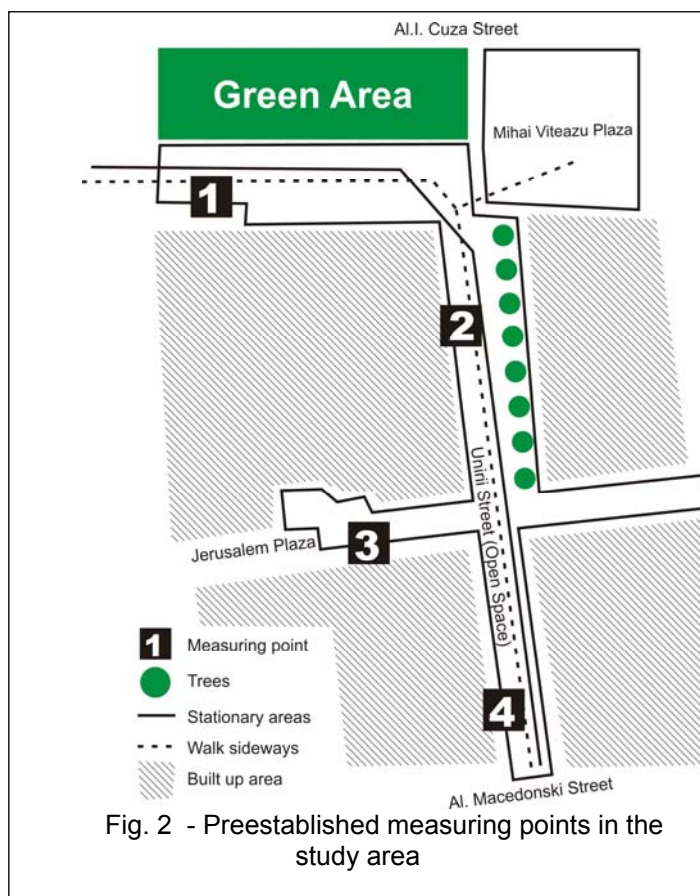 Al.I. Cuza Street
Green Area
Mihai Viteazu Plaza
1
2
Unirii Street (Open Space)
Jerusalem Plaza
3
4
1 Measuring point
Trees
Stationary areas
Walk sideways
Built up area
Al. Macedonski Street
Fig. 2 - Preestablished measuring points in the
study area